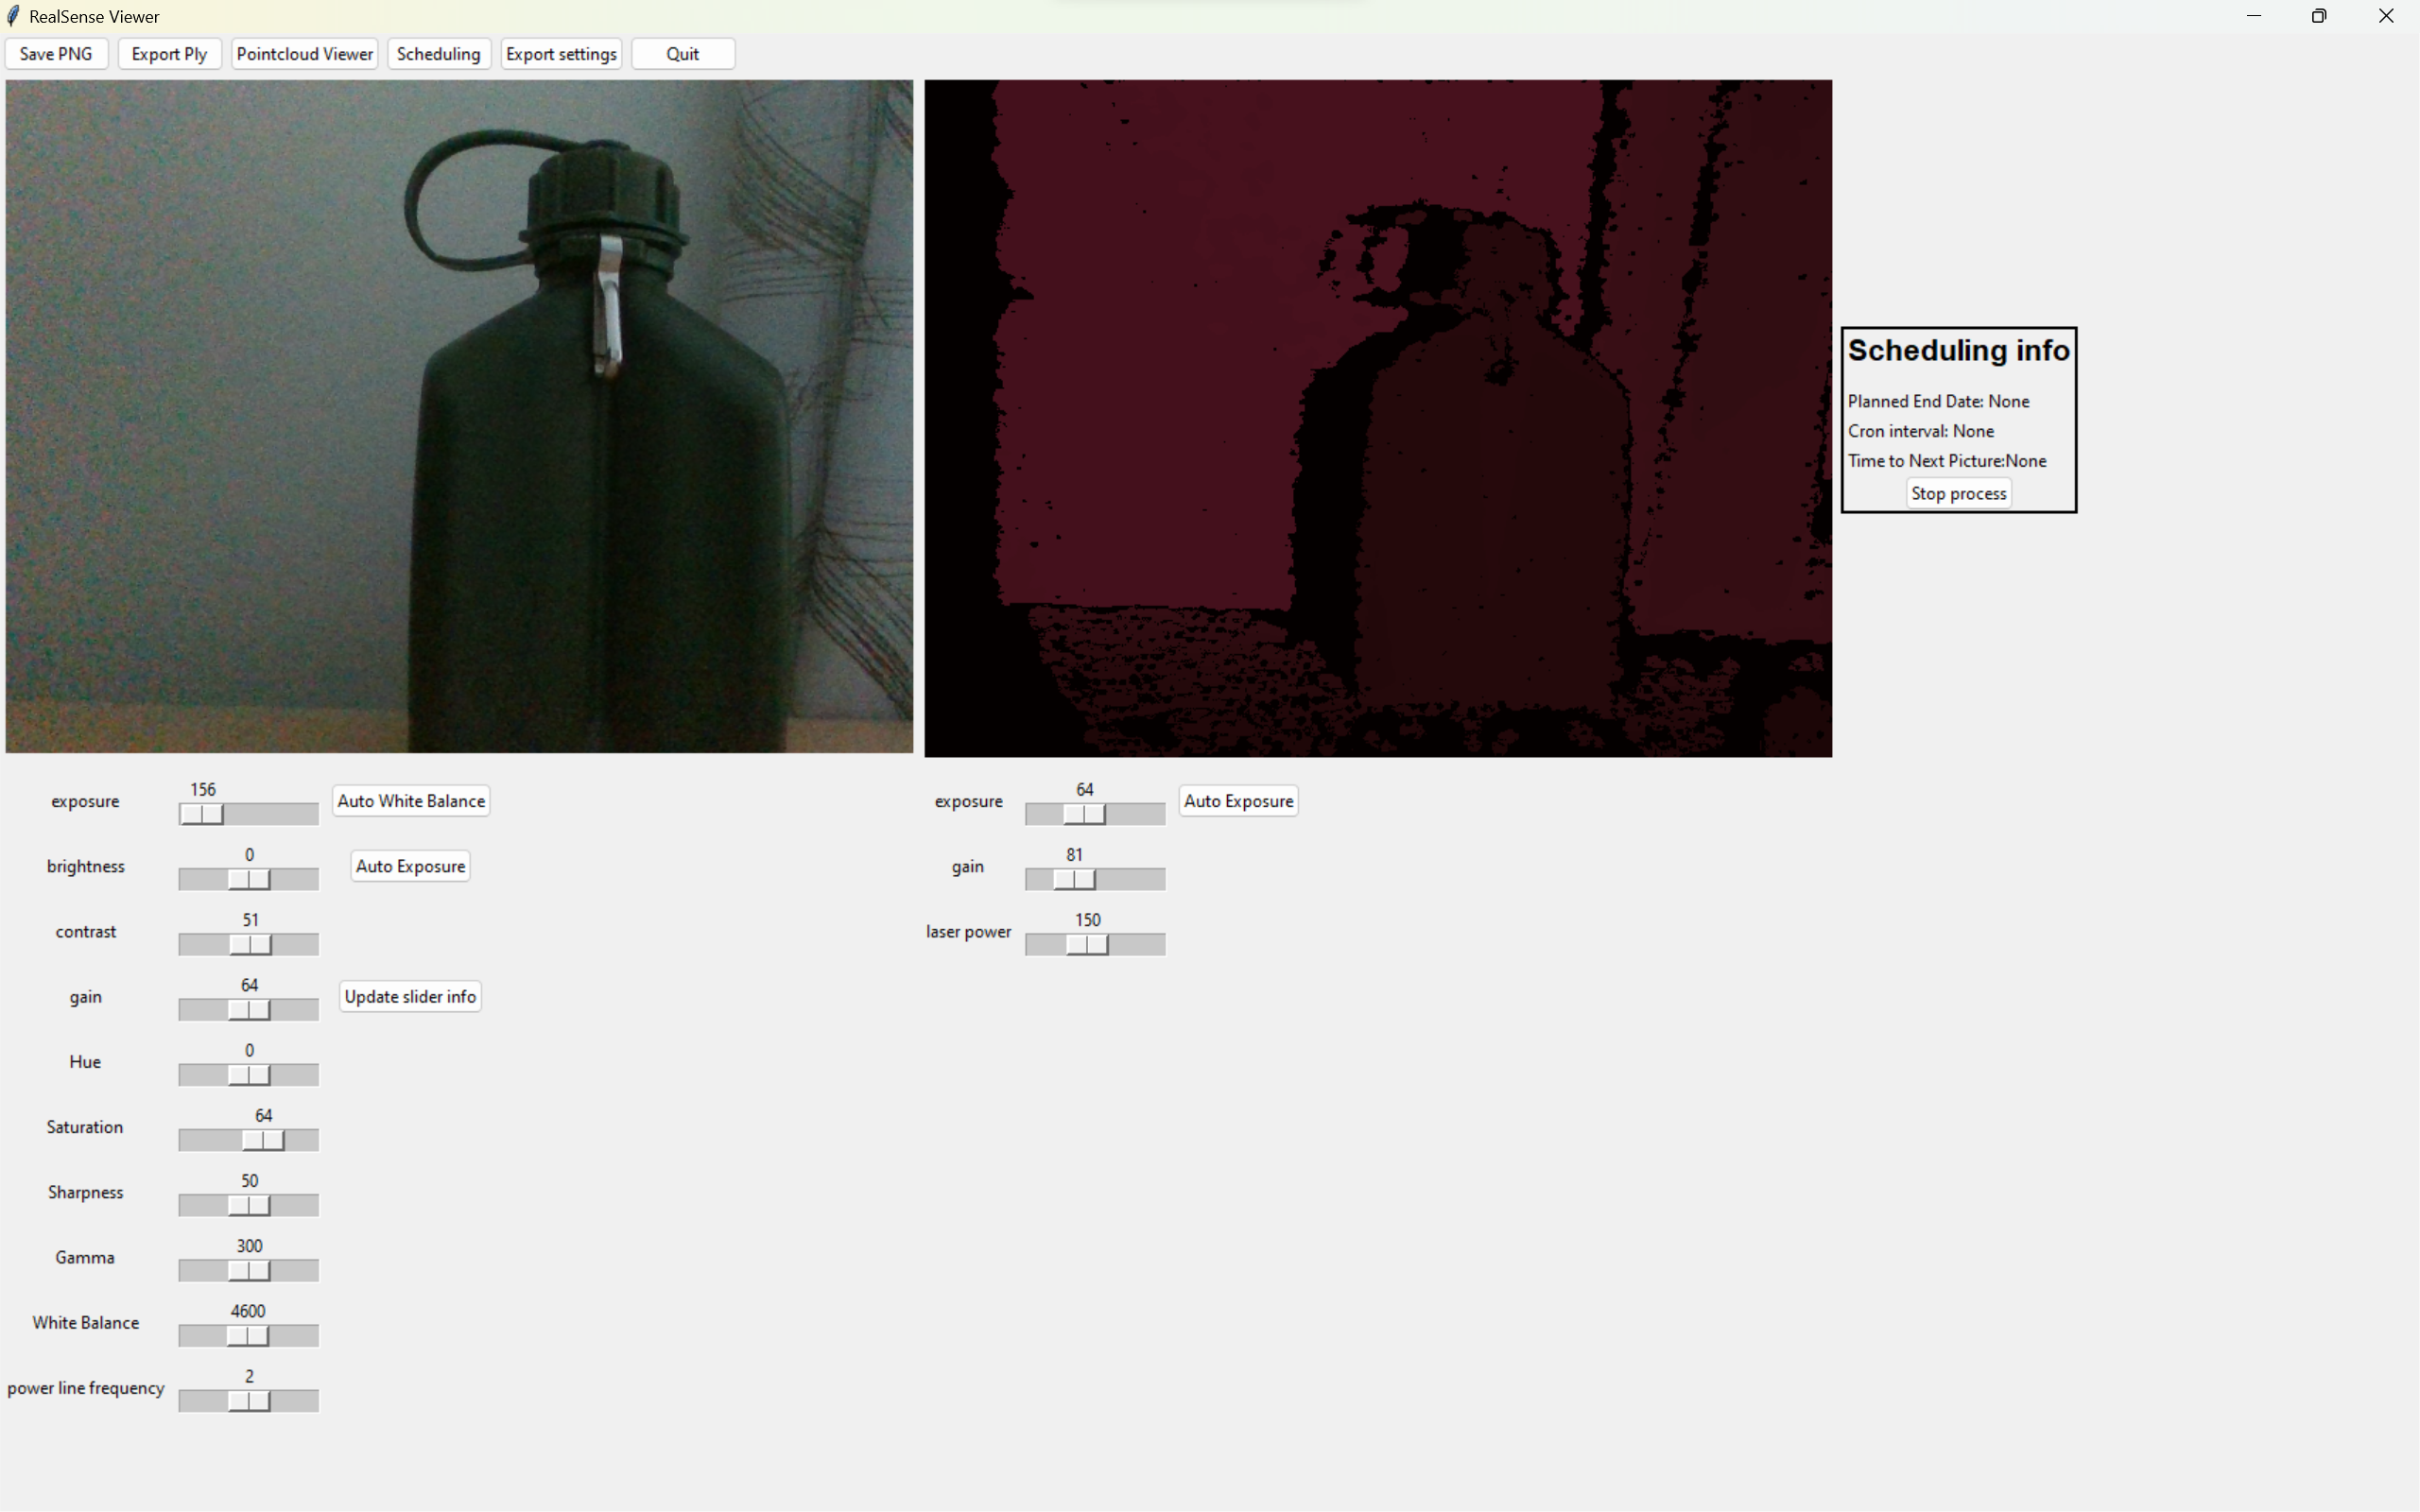 RealSense Viewer
Save PNG Export Ply Pointcloud Viewer Scheduling Export settings Quit
Scheduling info
Planned End Date: None
Cron interval: None
Time to Next Picture:None
Stop process
exposure 156 Auto White Balance
brightness 0 Auto Exposure
contrast 51
gain 64 Update slider info
Hue 0
Saturation 64
Sharpness 50
Gamma 300
White Balance 4600
power line frequency 2
exposure 64 Auto Exposure
gain 81
laser power 150